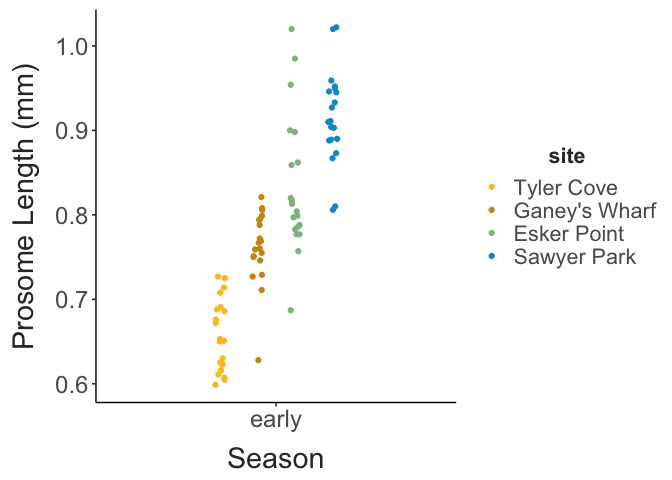 1.0
0.9
0.8
0.7
0.6
Prosome Length (mm)
early
Season
site
Tyler Cove
Ganey's Wharf
Esker Point
Sawyer Park